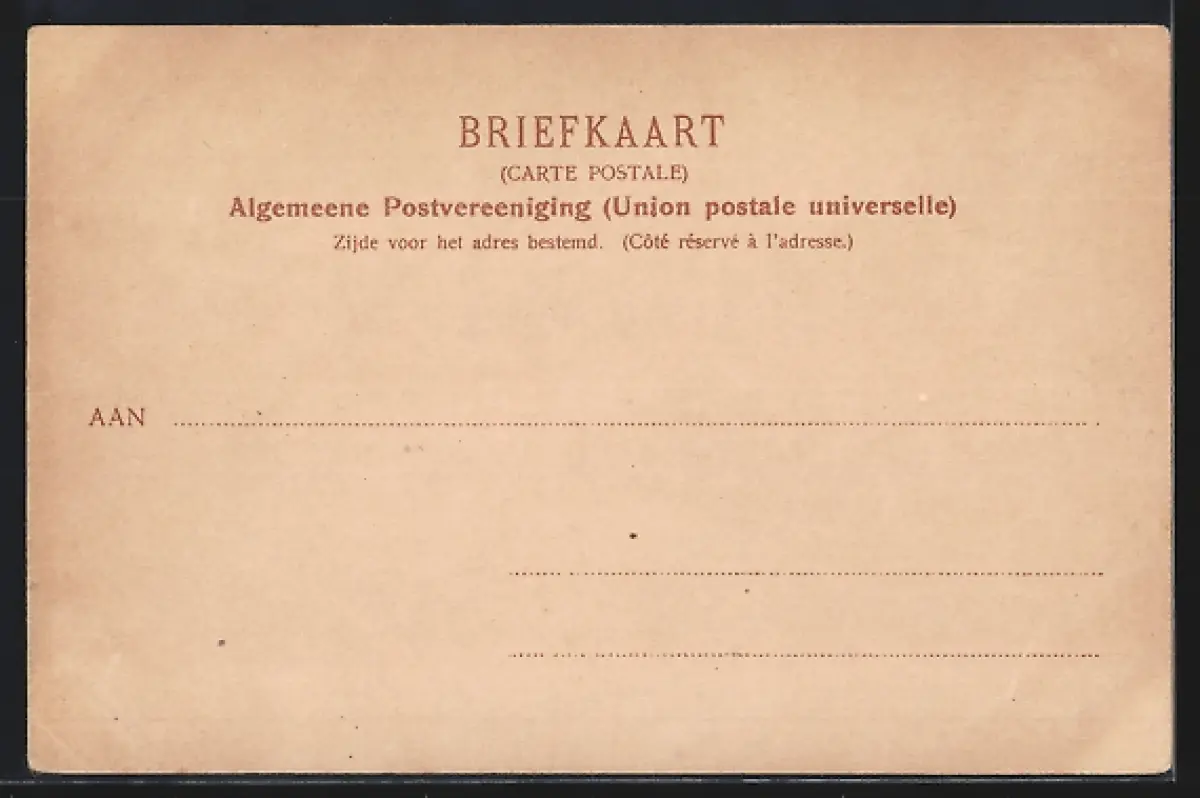 BRIEFKAART
(CARTE POSTALE)
Algemeene Postvereeniging (Union postale universelle)
Zijde voor het adres bestemd. (Côté réservé à l'adresse.)
AAN